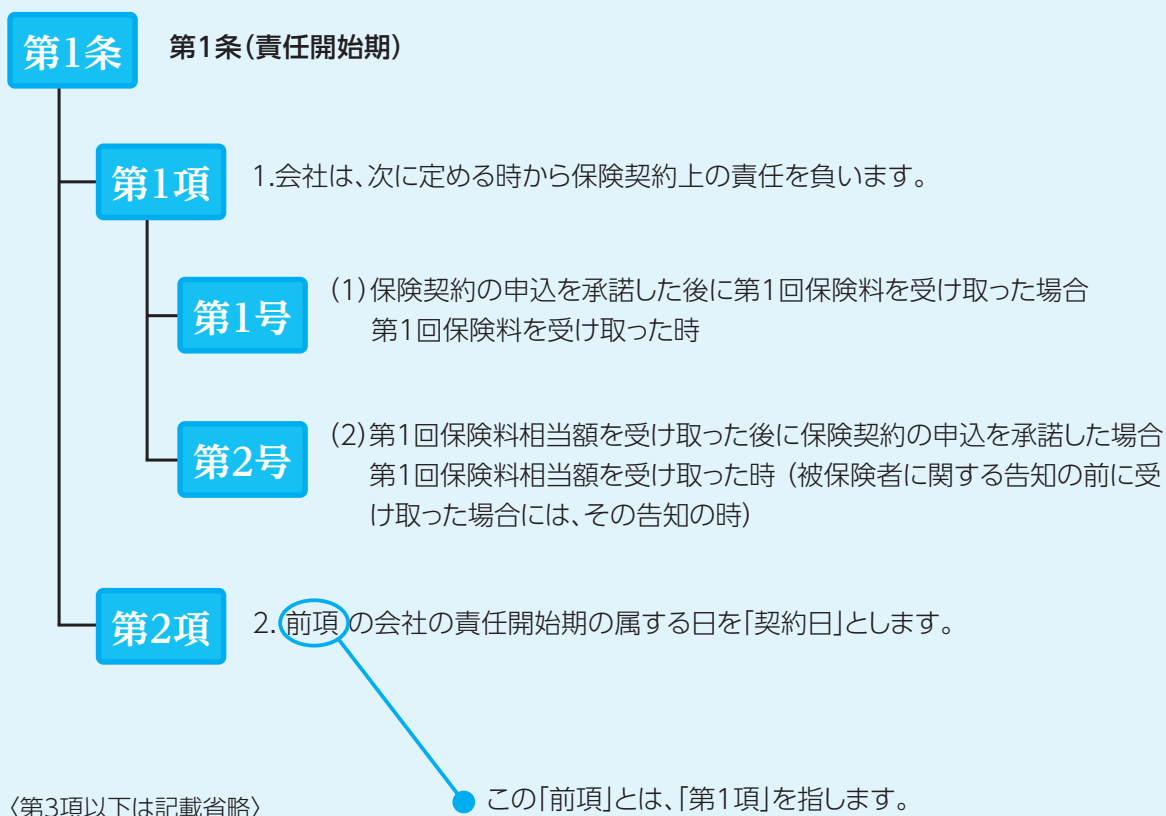 第1条
第1条(責任開始期)
第1項
1.会社は、次に定める時から保険契約上の責任を負います。
第1号
(1)保険契約の申込を承諾した後に第1回保険料を受け取った場合
第1回保険料を受け取った時
第2号
(2)第1回保険料相当額を受け取った後に保険契約の申込を承諾した場合
第1回保険料相当額を受け取った時(被保険者に関する告知の前に受
け取った場合には、その告知の時)
第2項
2.前項の会社の責任開始期の属する日を「契約日」とします。
〈第3項以下は記載省略〉
この「前項」とは、「第1項」を指します。